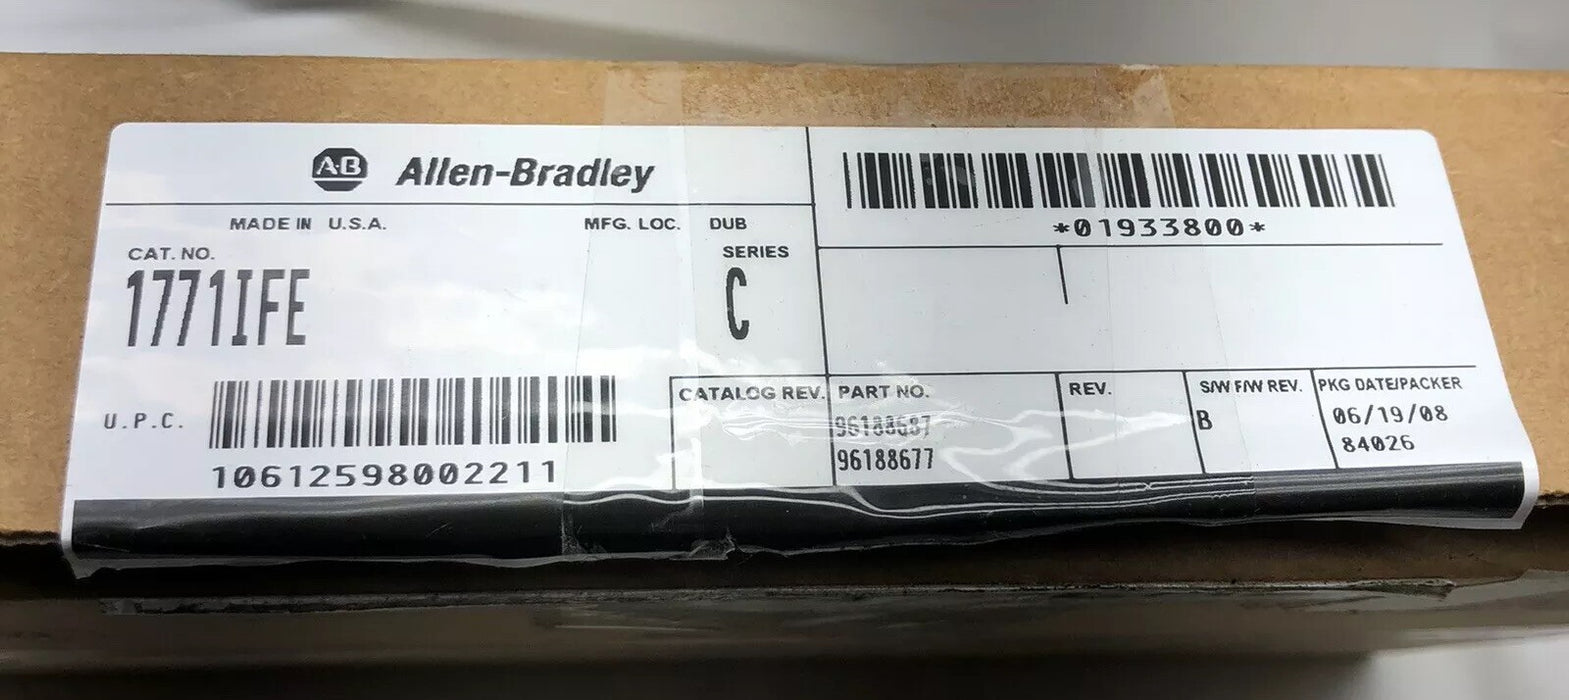 A-B Allen-Bradley
*01933800*
MADE IN U.S.A. MFG. LOC. DUB
CAT. NO. SERIES
1771IFE C
CATALOG REV. PART NO. REV. S/W F/W REV. PKG DATE/PACKER
96188687 B 06/19/08
96188677 84026
U.P.C.
10612598002211